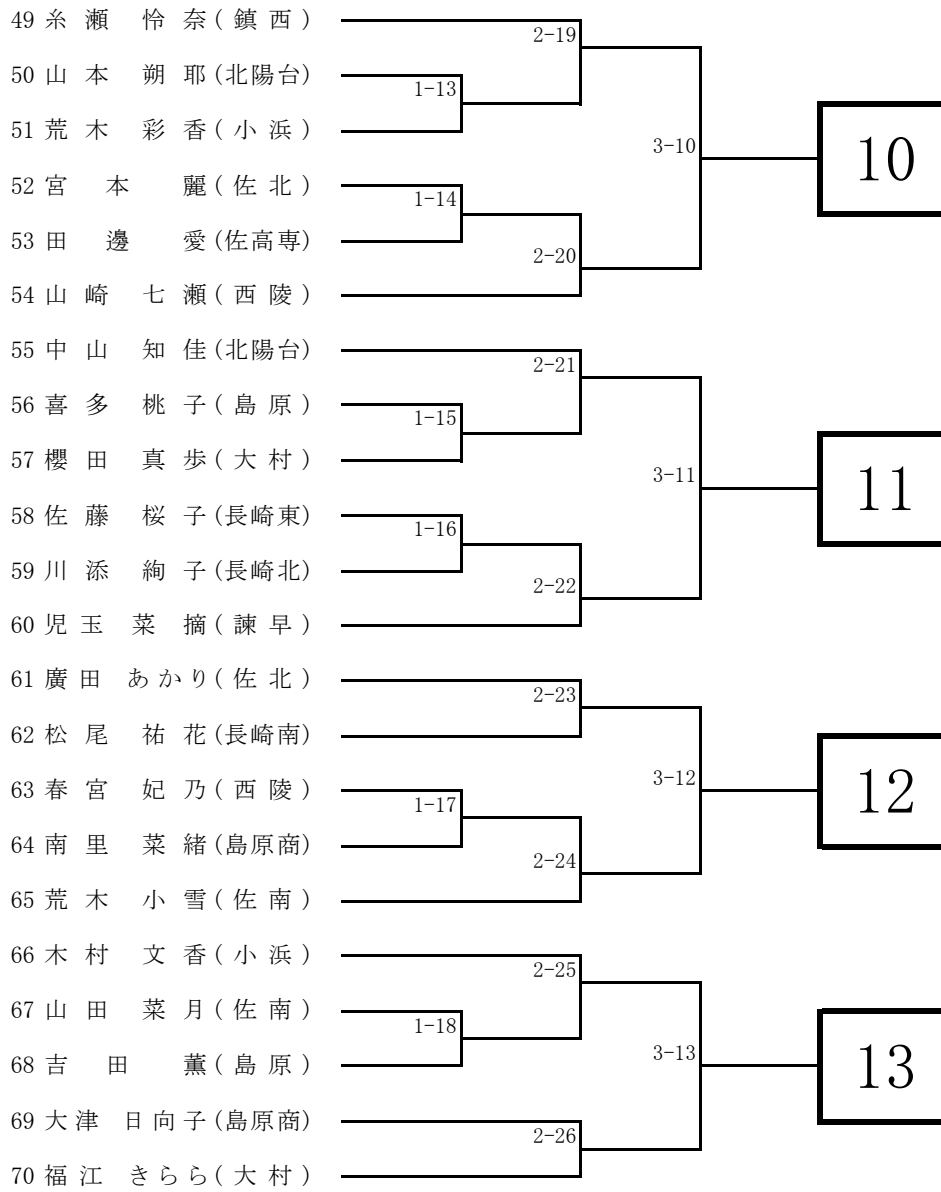 49 糸瀬 怜奈(鎮西)
2-19
50 山本 朔耶(北陽台)
1-13
51 荒木 彩香(小浜)
3-10
10
52 宮本 麗(佐北)
1-14
53 田邊 愛(佐高専)
2-20
54 山崎 七瀬(西陵)
55 中山 知佳(北陽台)
2-21
56 喜多 桃子(島原)
1-15
57 櫻田 真歩(大村)
3-11
11
58 佐藤 桜子(長崎東)
1-16
59 川添 絢子(長崎北)
2-22
60 児玉 菜摘(諫早)
61 廣田 あかり(佐北)
2-23
62 松尾 祐花(長崎南)
3-12
12
63 春宮 妃乃(西陵)
1-17
64 南里 菜緒(島原商)
2-24
65 荒木 小雪(佐南)
66 木村 文香(小浜)
2-25
67 山田 菜月(佐南)
1-18
68 吉田 薫(島原)
3-13
13
69 大津 日向子(島原商)
2-26
70 福江 きらら(大村)